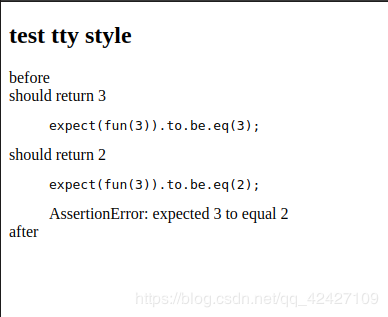 test tty style
before
should return 3
expect(fun(3)).to.be.eq(3);
should return 2
expect(fun(3)).to.be.eq(2);
AssertionError: expected 3 to equal 2
after
https://blog.csdn.net/qq_42427109